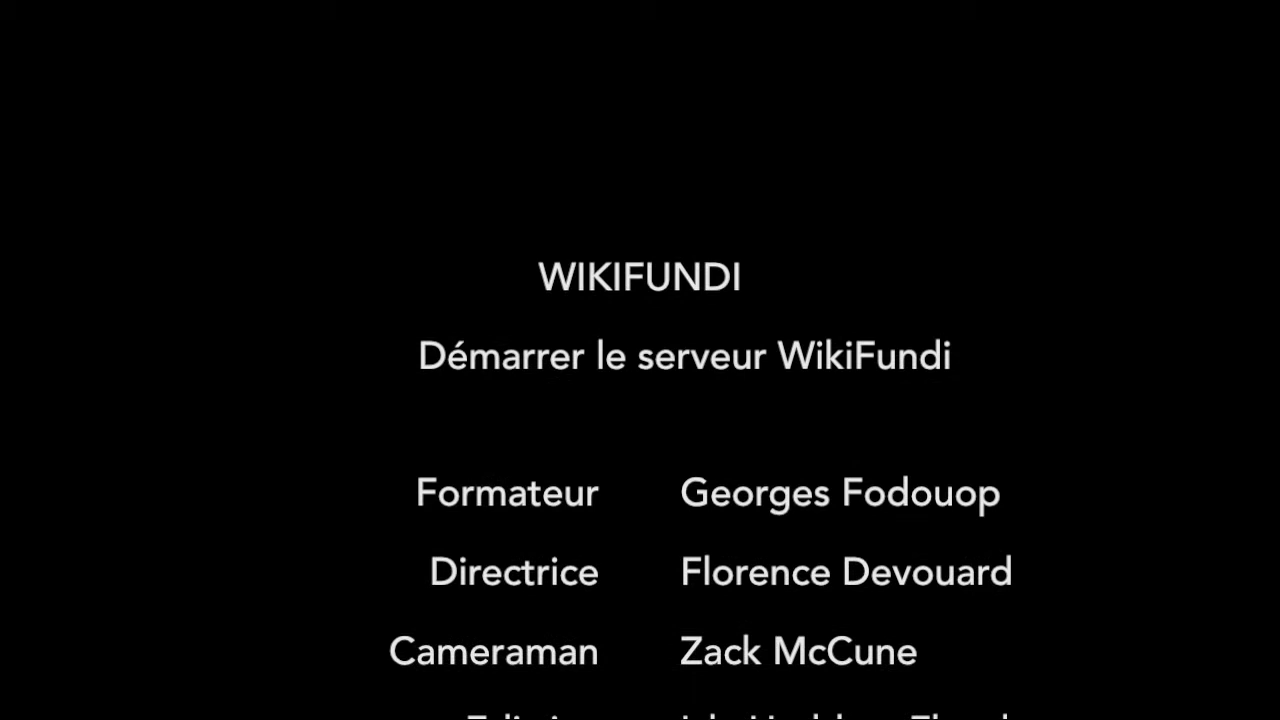 WIKIFUNDI
Démarrer le serveur WikiFundi
Formateur Georges Fodouop
Directrice Florence Devouard
Cameraman Zack McCune